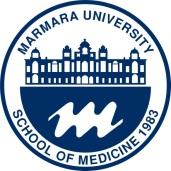 MARMARA UNIVERSITY
SCHOOL OF MEDICINE 1983